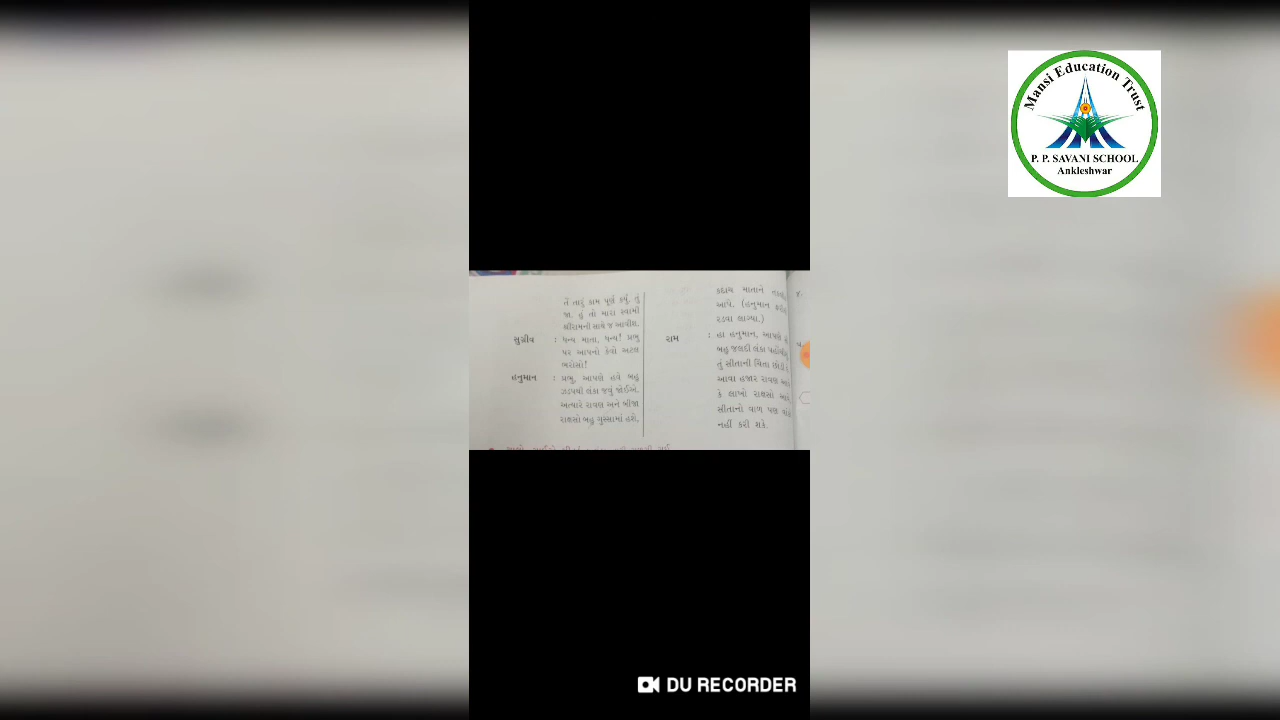 Mansi Education Trust
P. P. SAVANI SCHOOL
Ankleshwar
તેં તારું કામ પૂર્ણ કર્યું. તું
જા. હું તો મારા સ્વામી
શ્રીરામની સાથે જ આવીશ.
સુગ્રીવ : ધન્ય માતા, ધન્ય! પ્રભુ
પર આપનો કેવો અટલ
ભરોસો!
હનુમાન : પ્રભુ, આપણે હવે બહુ
ઝડપથી લંકા જવું જોઈએ.
અત્યારે રાવણ અને બીજા
રાક્ષસો બહુ ગુસ્સામાં હશે.
કદાચ માતાને
આપે. (હનુમાન
રડવા લાગ્યા.)
રામ : હા હનુમાન, આપણે
બહુ જલદી લંકા
તું સીતાની ચિંતા
આવા હજાર રાવણ
કે લાખો રાક્ષસો આવે
સીતાનો વાળ પણ વાંકો
નહીં કરી શકે.
DU RECORDER